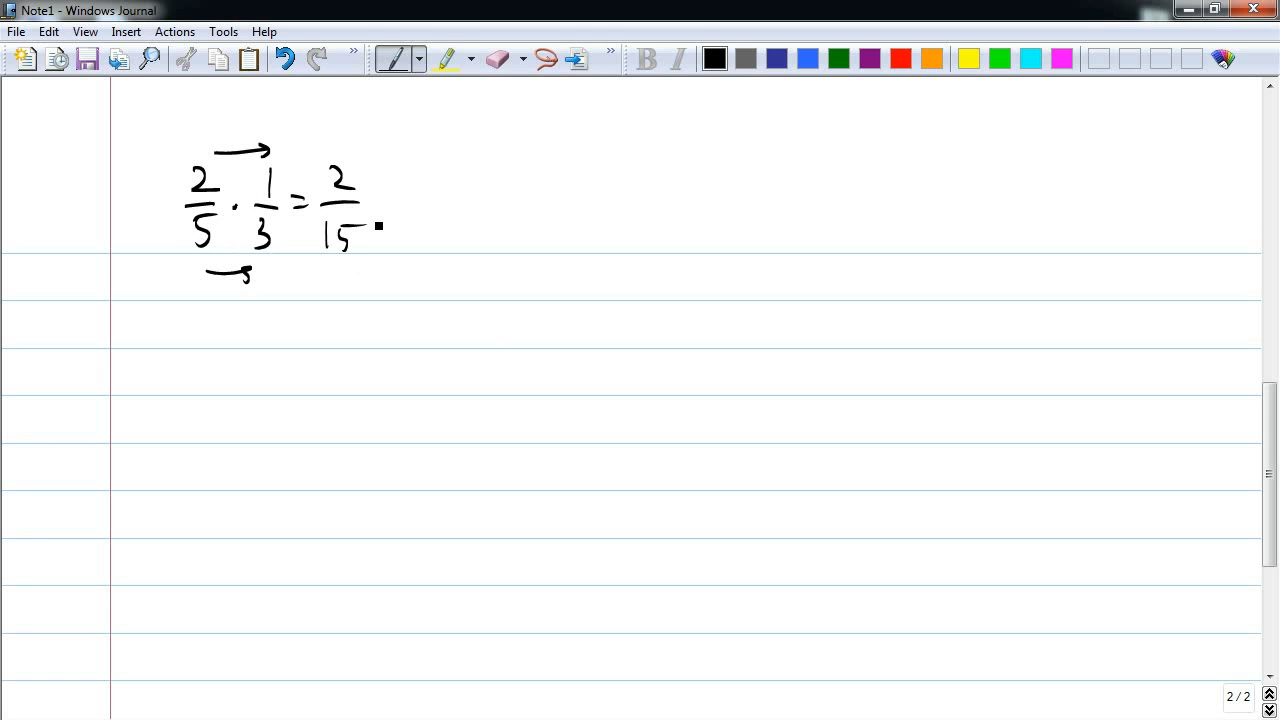 Note1 - Windows Journal
File Edit View Insert Actions Tools Help
B I
2/5 · 1/3 = 2/15
2 / 2